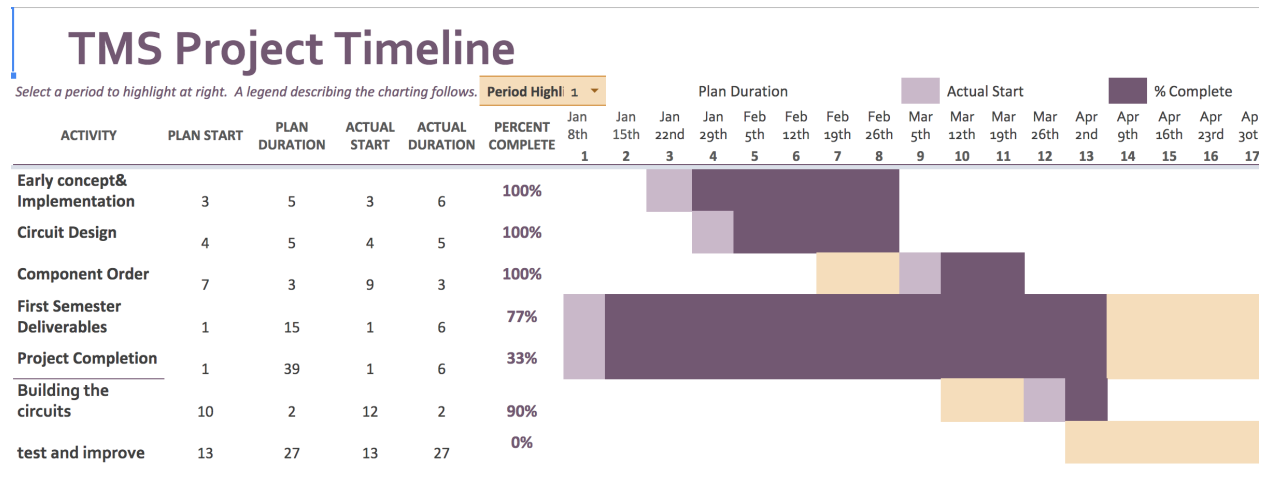 TMS Project Timeline
Select a period to highlight at right. A legend describing the charting follows. Period Highli 1 Plan Duration Actual Start % Complete
ACTIVITY PLAN START PLAN DURATION ACTUAL START ACTUAL DURATION PERCENT COMPLETE
Jan Jan Jan Jan Feb Feb Feb Feb Mar Mar Mar Mar Apr Apr Apr Apr Ap
8th 15th 22nd 29th 5th 12th 19th 26th 5th 12th 19th 26th 2nd 9th 16th 23rd 30t
1 2 3 4 5 6 7 8 9 10 11 12 13 14 15 16 17
Early concept&
Implementation 3 5 3 6 100%
Circuit Design 4 5 4 5 100%
Component Order 7 3 9 3 100%
First Semester
Deliverables 1 15 1 6 77%
Project Completion 1 39 1 6 33%
Building the
circuits 10 2 12 2 90%
test and improve 13 27 13 27 0%